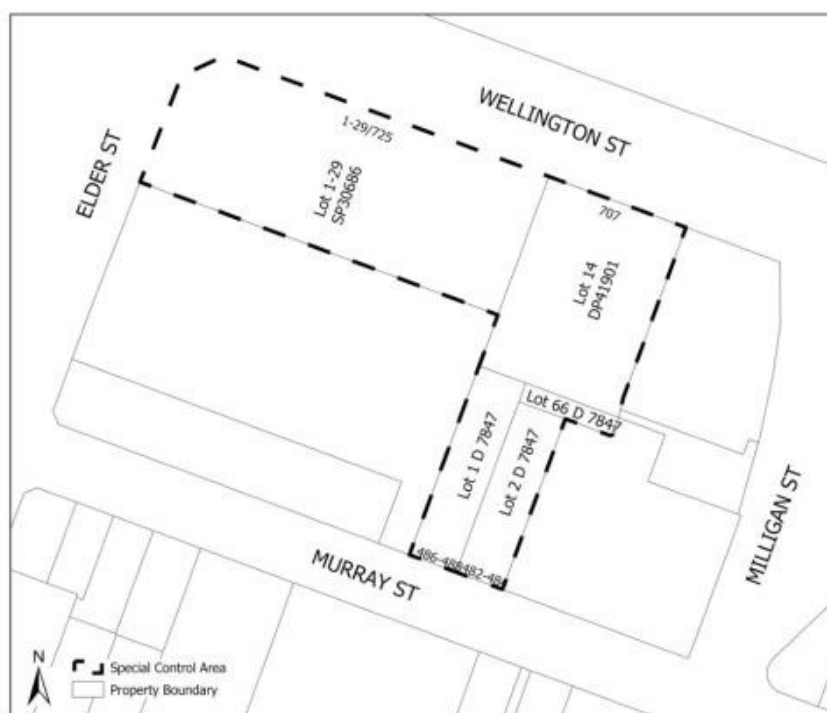 WELLINGTON ST
1-29/725
ELDER ST
Lot 1-29
SP30686
707
Lot 14
DP41901
Lot 66 D 7847
Lot 1 D 7847
Lot 2 D 7847
MILLIGAN ST
MURRAY ST
N
Special Control Area
Property Boundary